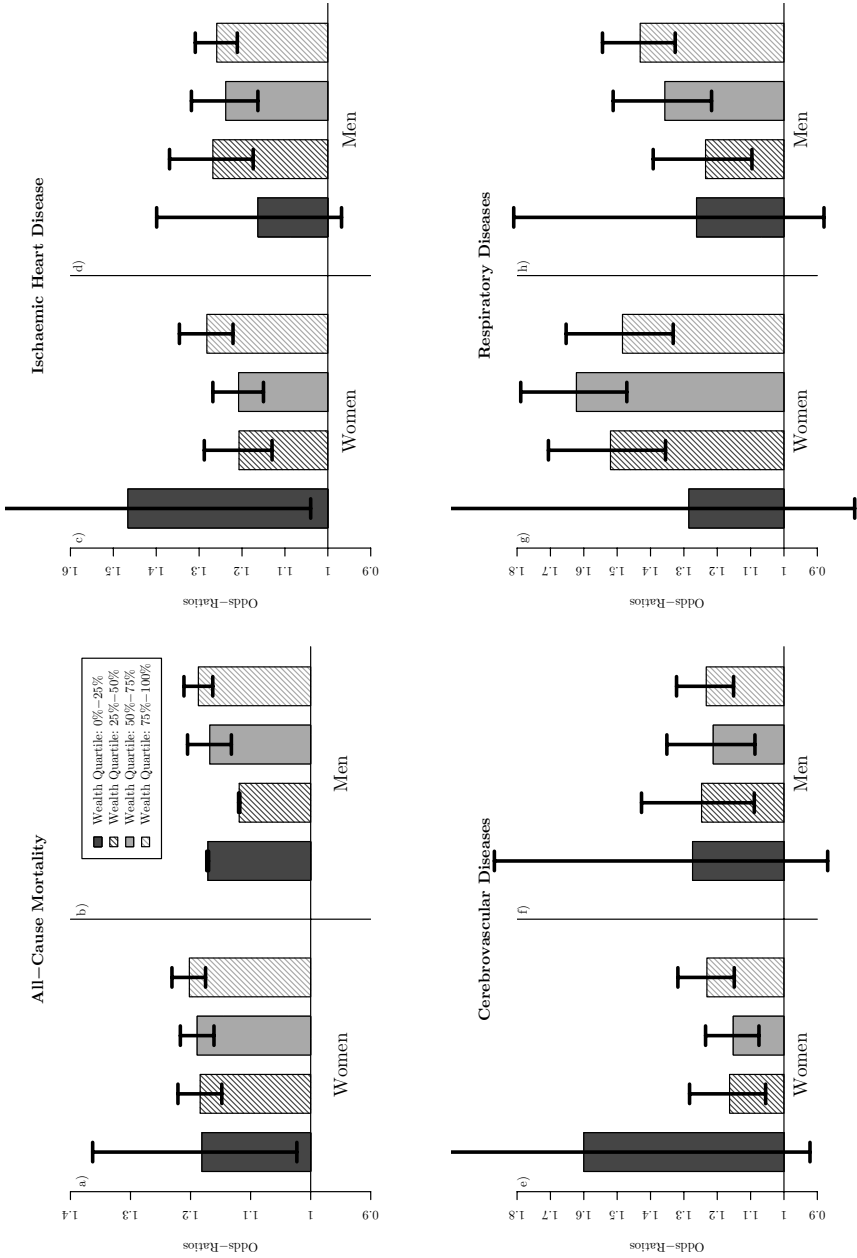 All−Cause Mortality
a)
b)
Odds−Ratios
1.4
1.3
1.2
1.1
1
0.9
Women
Men
Wealth Quartile: 0%−25%
Wealth Quartile: 25%−50%
Wealth Quartile: 50%−75%
Wealth Quartile: 75%−100%
Ischaemic Heart Disease
c)
d)
Odds−Ratios
1.6
1.5
1.4
1.3
1.2
1.1
1
0.9
Women
Men
Cerebrovascular Diseases
e)
f)
Odds−Ratios
1.8
1.7
1.6
1.5
1.4
1.3
1.2
1.1
1
0.9
Women
Men
Respiratory Diseases
g)
h)
Odds−Ratios
1.8
1.7
1.6
1.5
1.4
1.3
1.2
1.1
1
0.9
Women
Men